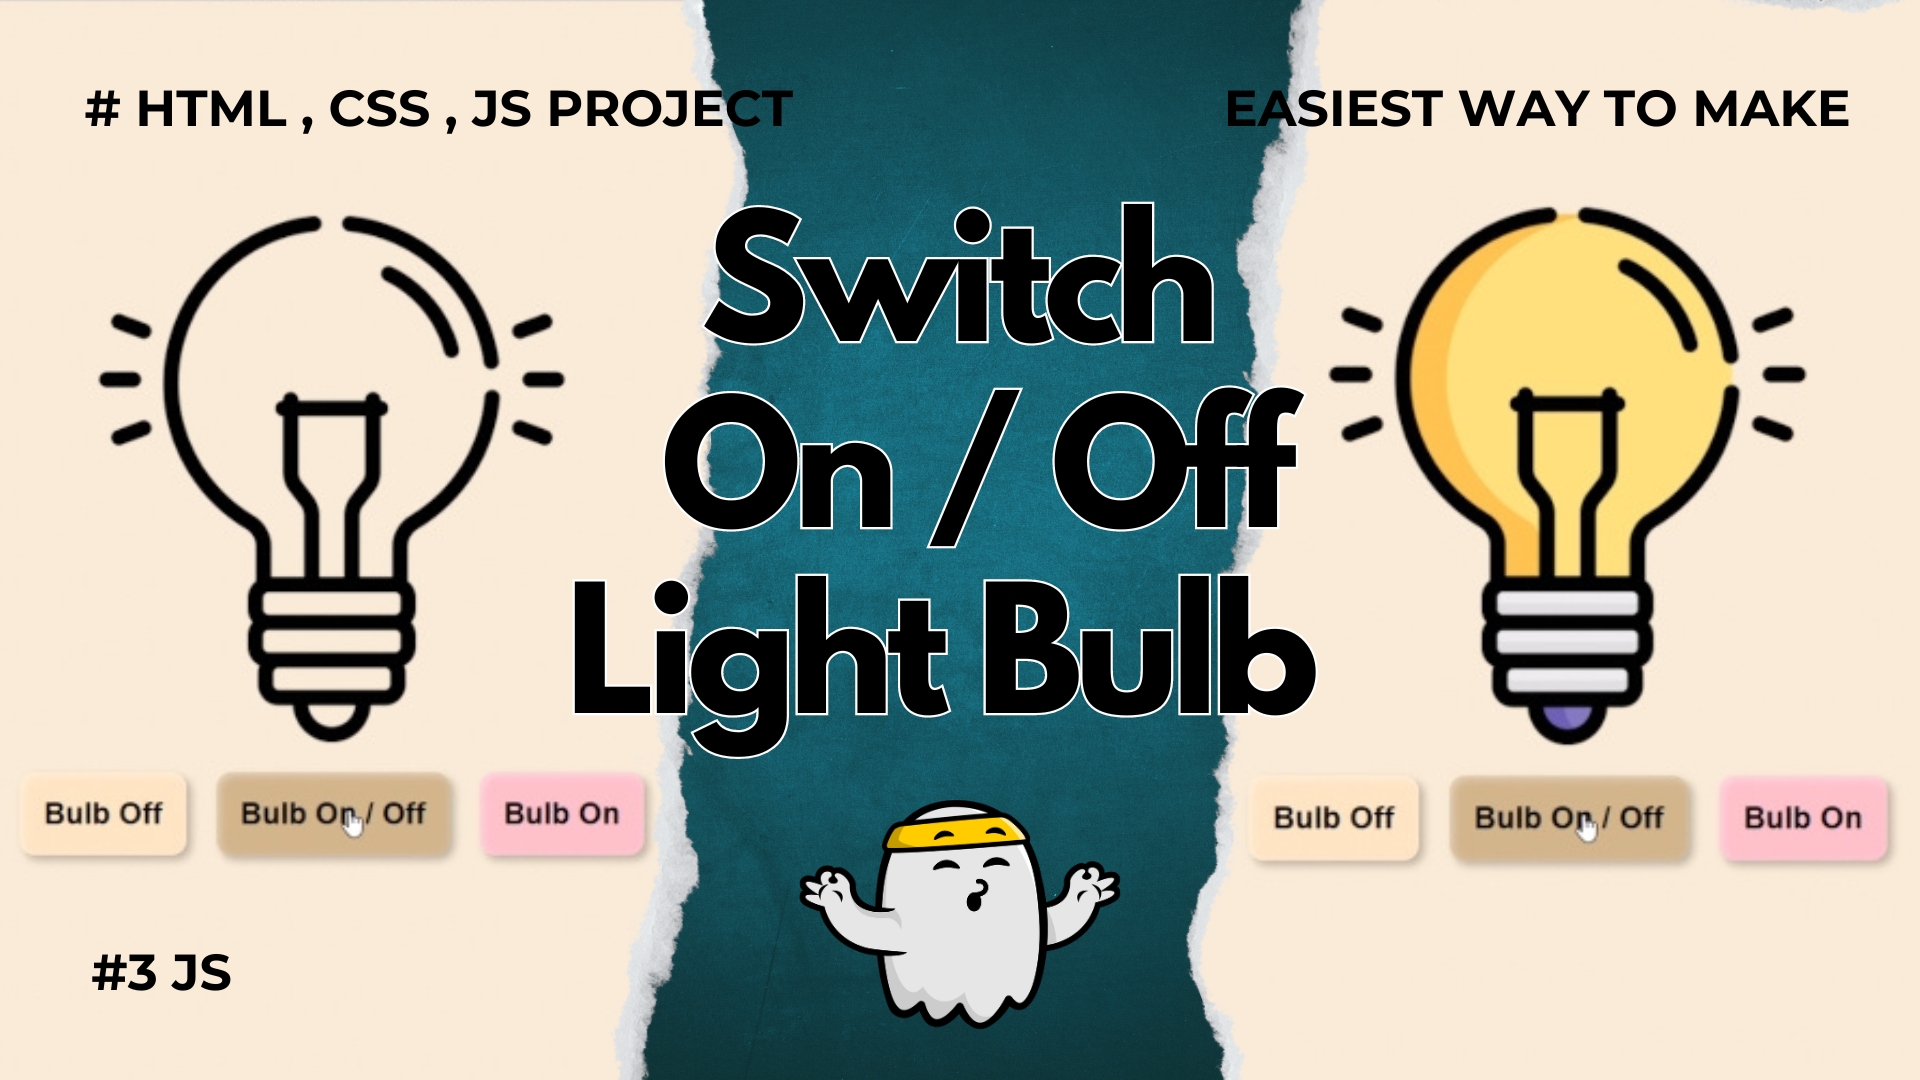 # HTML , CSS , JS PROJECT
EASIEST WAY TO MAKE
Switch
On / Off
Light Bulb
Bulb Off
Bulb On / Off
Bulb On
Bulb Off
Bulb On / Off
Bulb On
#3 JS